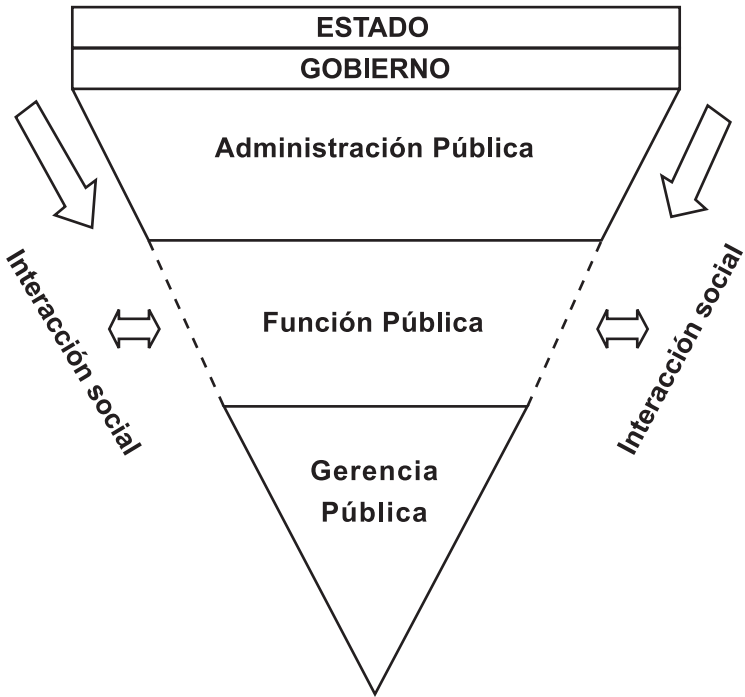 ESTADO
GOBIERNO
Administración Pública
Interacción social
Función Pública
Interacción social
Gerencia
Pública